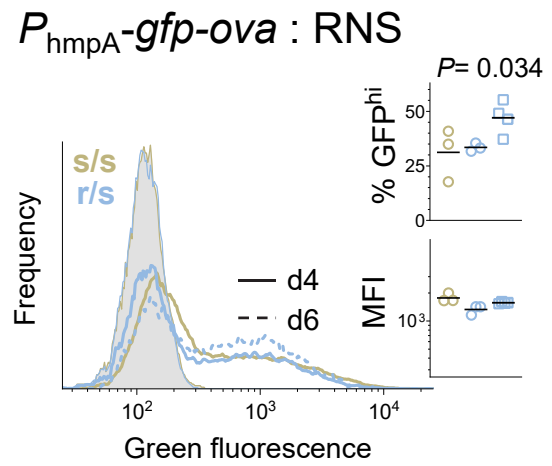 PhmpA-gfp-ova : RNS
P= 0.034
% GFPhi
50
25
0
s/s
r/s
Frequency
d4
d6
MFI
10³
10² 10³ 10⁴
Green fluorescence